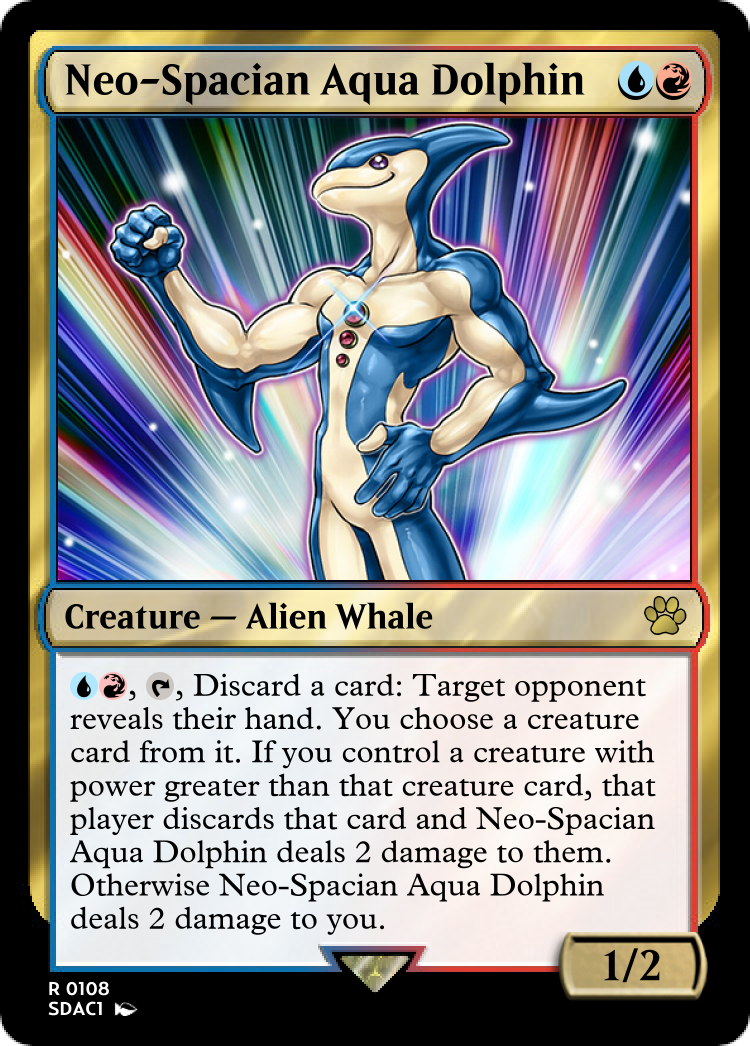 Neo-Spacian Aqua Dolphin
Creature — Alien Whale
, , Discard a card: Target opponent
reveals their hand. You choose a creature
card from it. If you control a creature with
power greater than that creature card, that
player discards that card and Neo-Spacian
Aqua Dolphin deals 2 damage to them.
Otherwise Neo-Spacian Aqua Dolphin
deals 2 damage to you.
1/2
R 0108
SDAC1